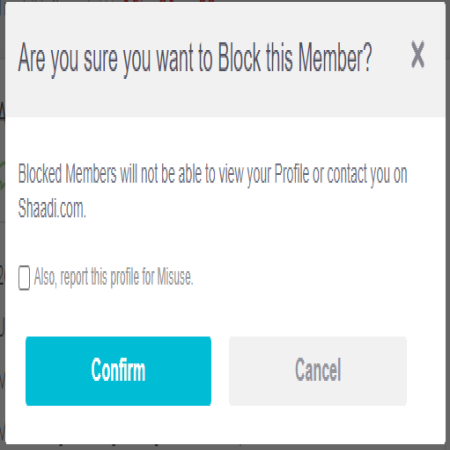 Are you sure you want to Block this Member? X
Blocked Members will not be able to view your Profile or contact you on
Shaadi.com.
Also, report this profile for Misuse.
Confirm Cancel